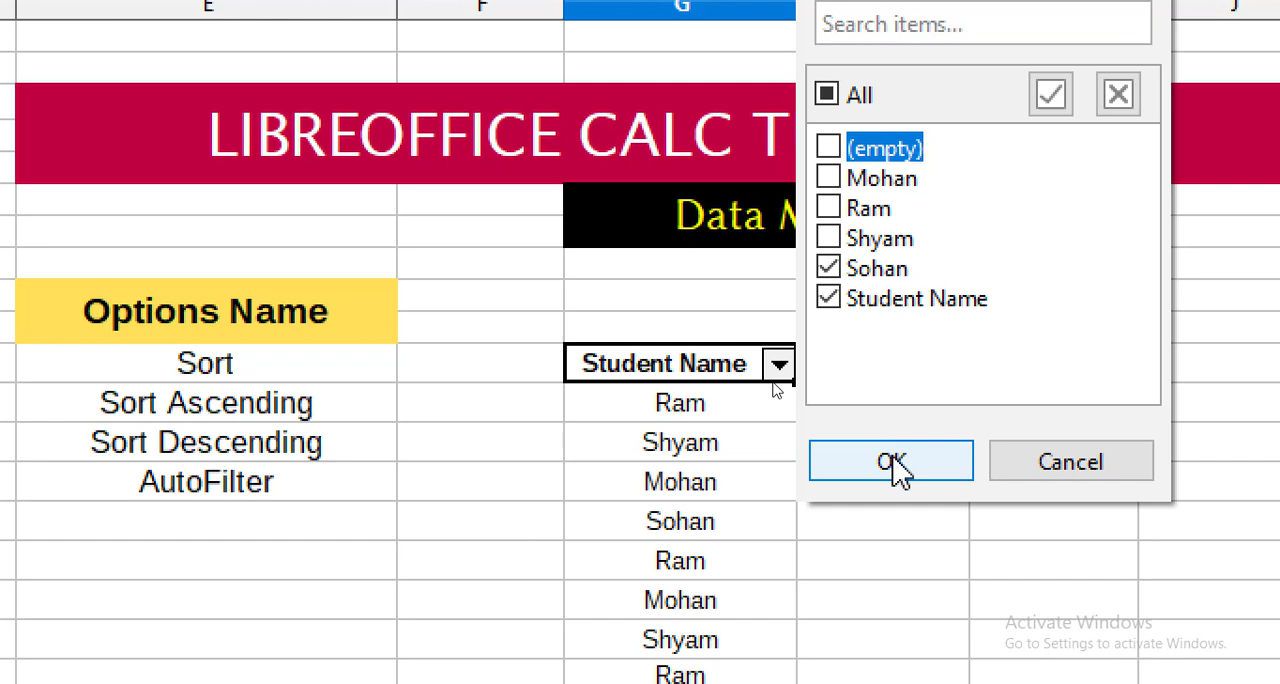 E F G J
Search items...
All
LIBREOFFICE CALC T
(empty)
Mohan
Ram
Shyam
Sohan
Student Name
Data M
Options Name
Sort
Sort Ascending
Sort Descending
AutoFilter
Student Name
Ram
Shyam
Mohan
Sohan
Ram
Mohan
Shyam
Ram
OK Cancel
Activate Windows
Go to Settings to activate Windows.